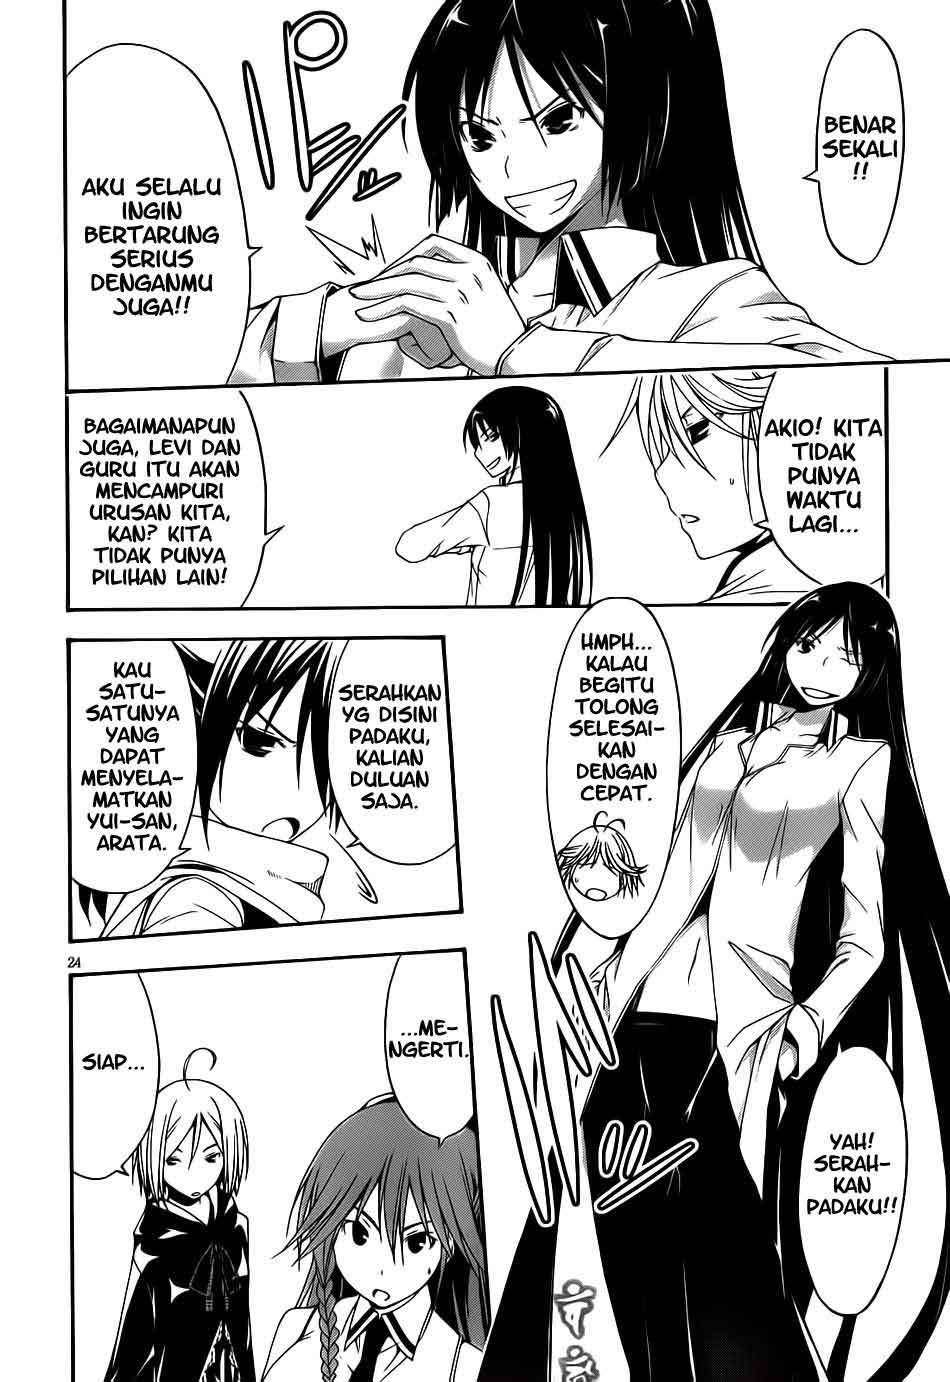 BENAR
SEKALI
!!
AKU SELALU
INGIN
BERTARUNG
SERIUS
DENGANMU
JUGA!!
AKIO! KITA
TIDAK
PUNYA
WAKTU
LAGI...
BAGAIMANAPUN
JUGA, LEVI DAN
GURU ITU AKAN
MENCAMPURI
URUSAN KITA,
KAN? KITA
TIDAK PUNYA
PILIHAN LAIN!
HMPH...
KALAU
BEGITU
TOLONG
SELESAI-
KAN
DENGAN
CEPAT.
YAH!
SERAH-
KAN
PADAKU!!
SERAHKAN
YG DISINI
PADAKU,
KALIAN
DULUAN
SAJA.
KAU
SATU-
SATUNYA
YANG
DAPAT
MENYELA-
MATKAN
YUI-SAN,
ARATA.
24
...ME-
NGERTI.
SIAP...